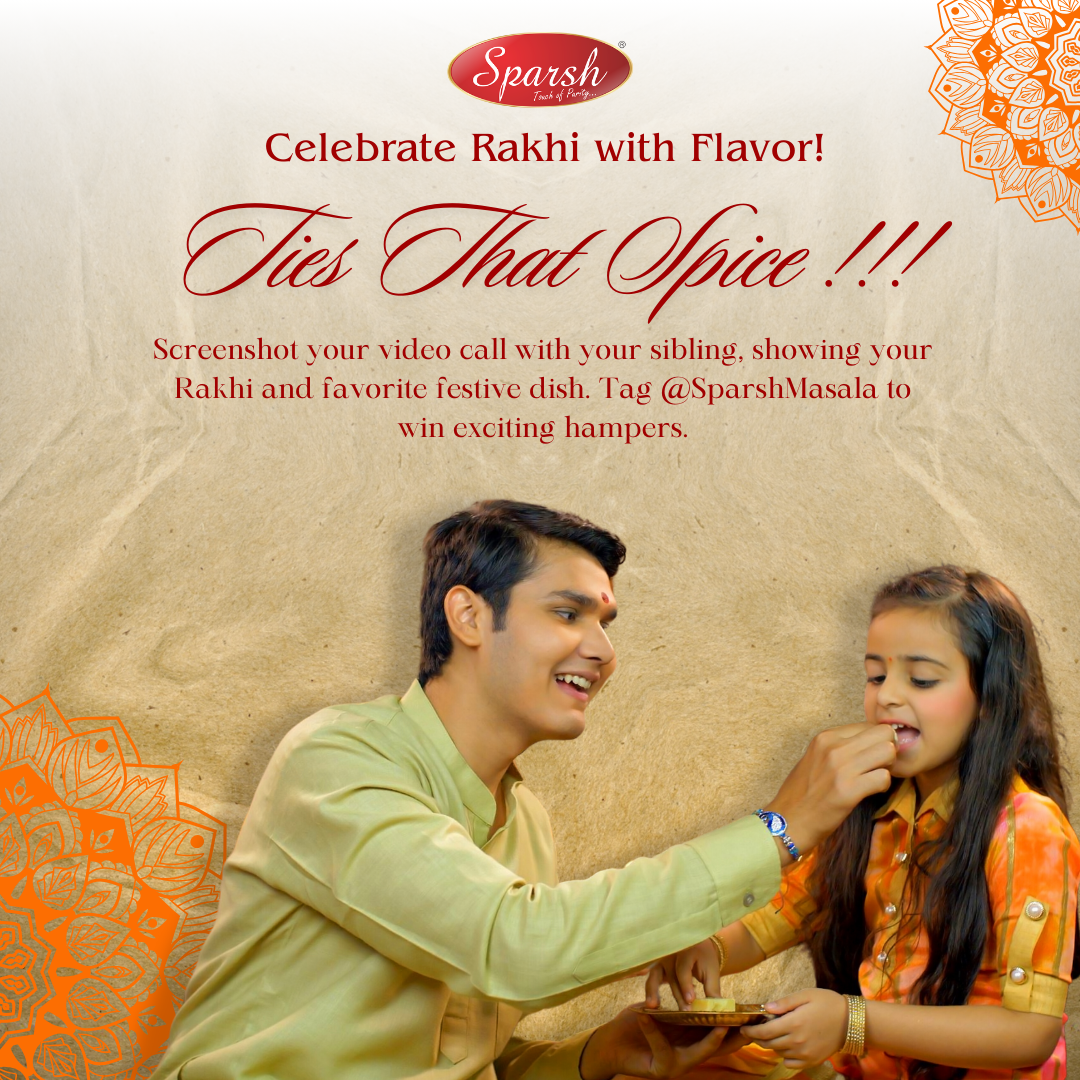 Sparsh®
Touch of Purity...
Celebrate Rakhi with Flavor!
Ties That Spice !!!
Screenshot your video call with your sibling, showing your
Rakhi and favorite festive dish. Tag @SparshMasala to
win exciting hampers.